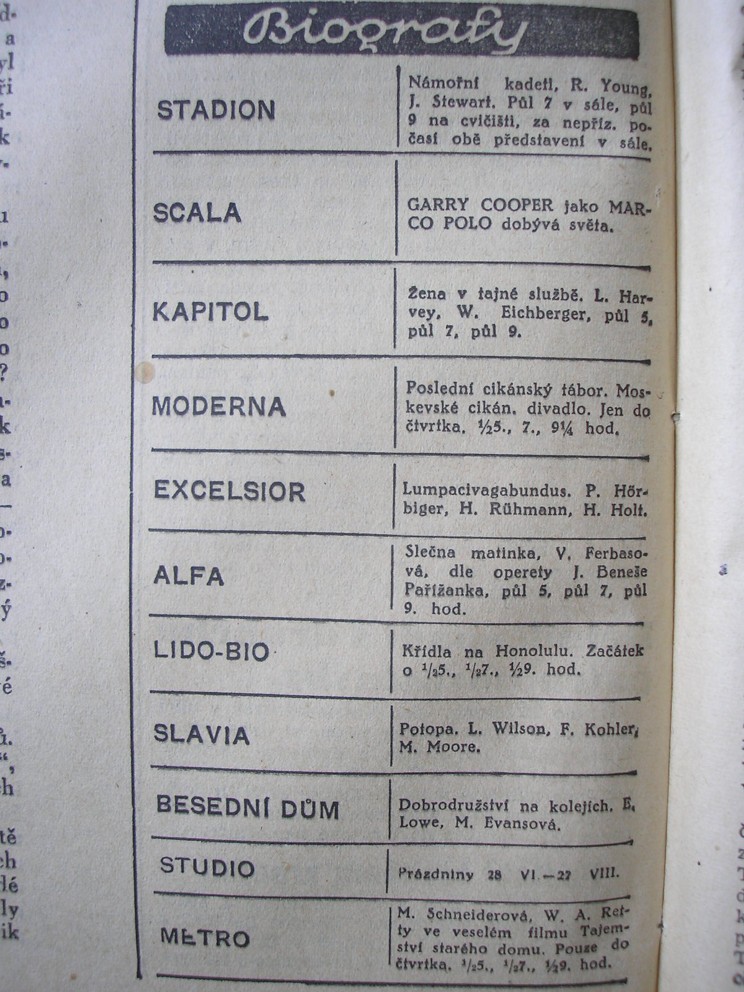 Biografy
STADION
Námořní kadeti, R. Young,
J. Stewart. Půl 7 v sále, půl
9 na cvičišti, za nepříz. po-
časí obě představení v sále.
SCALA
GARRY COOPER jako MAR-
CO POLO dobývá světa.
KAPITOL
Žena v tajné službě. L. Har-
vey, W. Eichberger, půl 5,
půl 7, půl 9.
MODERNA
Poslední cikánský tábor. Mos-
kevské cikán. divadlo. Jen do
čtvrtka. ½5., 7., 9¼ hod.
EXCELSIOR
Lumpacivagabundus. P. Hör-
biger, H. Rühmann, H. Holt.
ALFA
Slečna matinka, V. Ferbaso-
vá, dle operety J. Beneše
Pařížanka, půl 5, půl 7, půl
9. hod.
LIDO-BIO
Křídla na Honolulu. Začátek
o ½5., ½7., ½9. hod.
SLAVIA
Potopa. L. Wilson, F. Kohler,
M. Moore.
BESEDNÍ DŮM
Dobrodružství na kolejích. E.
Lowe, M. Evansová.
STUDIO
Prázdniny 28 VI.—27 VIII.
METRO
M. Schneiderová, W. A. Ret-
ty ve veselém filmu Tajem-
ství starého domu. Pouze do
čtvrtka. ½5., ½7., ½9. hod.